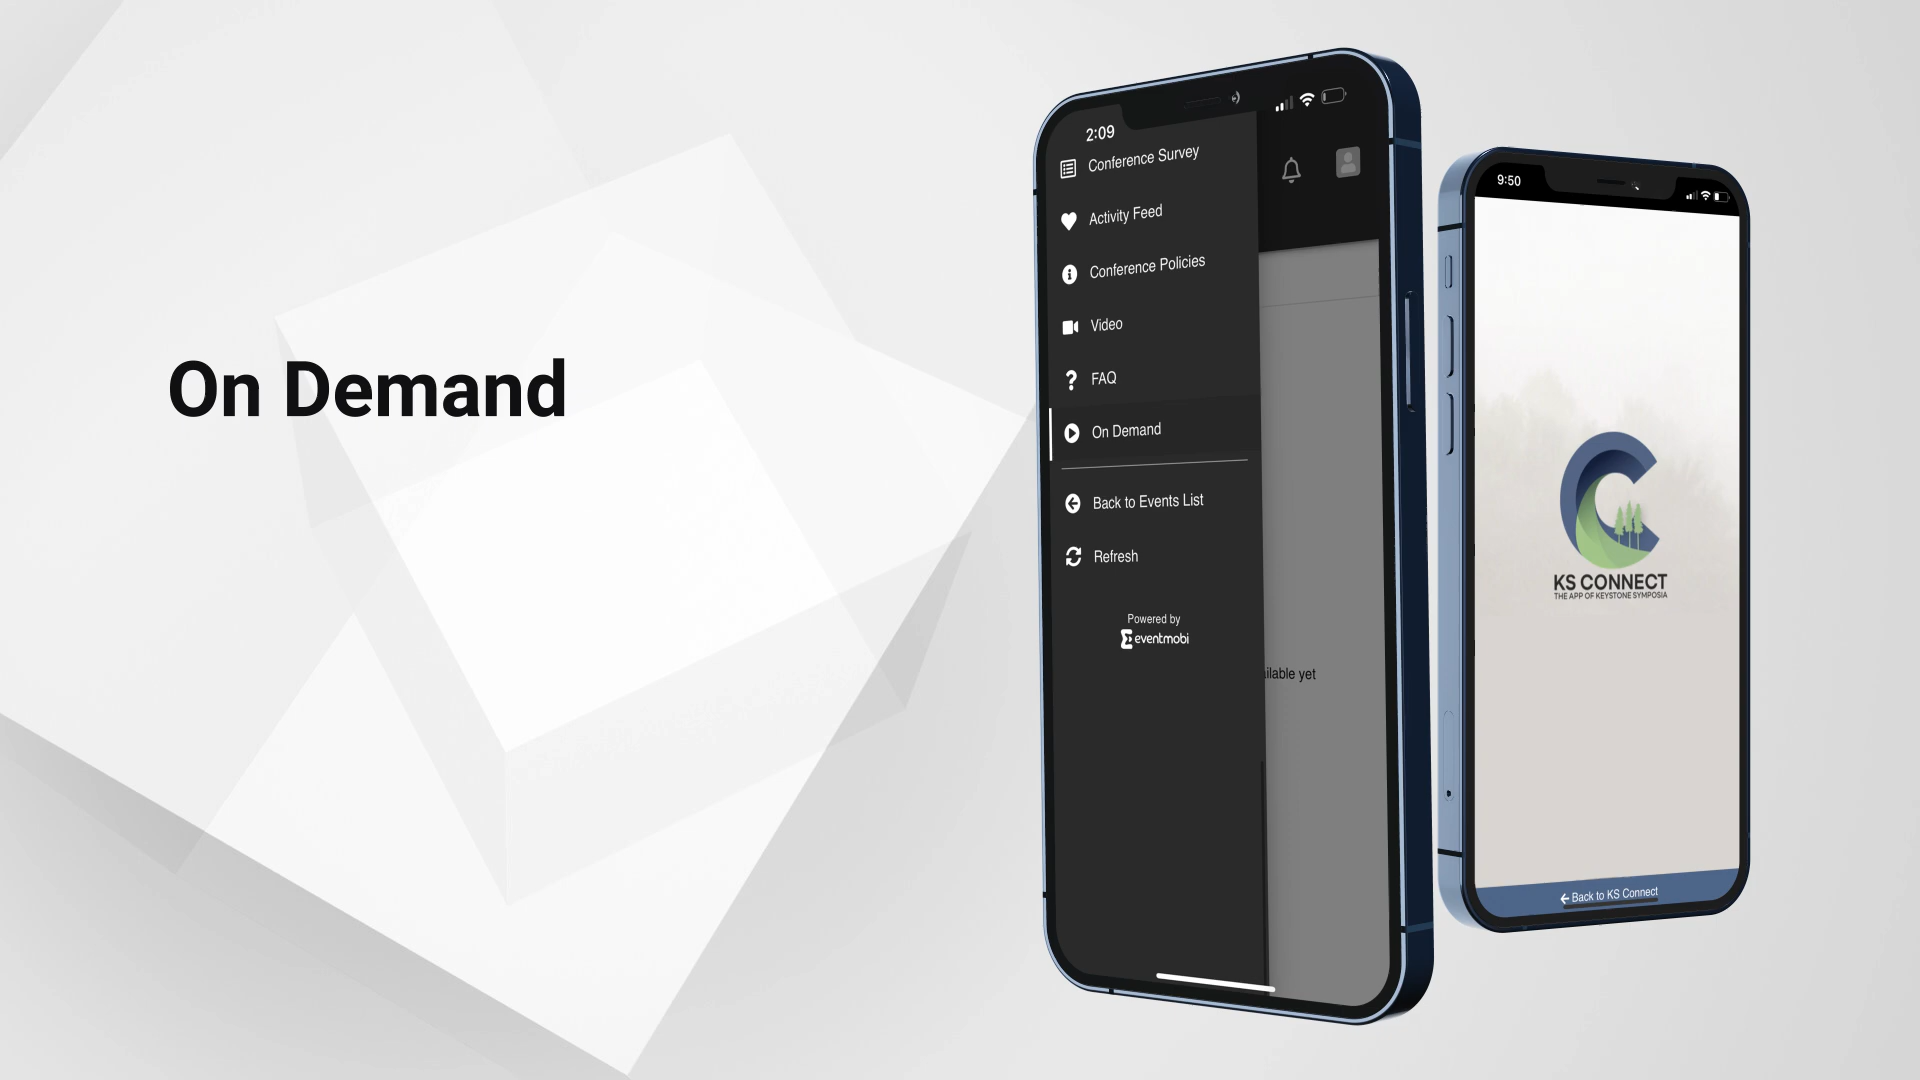 On Demand
2:09
Conference Survey
Activity Feed
Conference Policies
Video
FAQ
On Demand
Back to Events List
Refresh
Powered by
eventmobi
ilable yet
9:50
KS CONNECT
THE APP OF KEYSTONE SYMPOSIA
Back to KS Connect